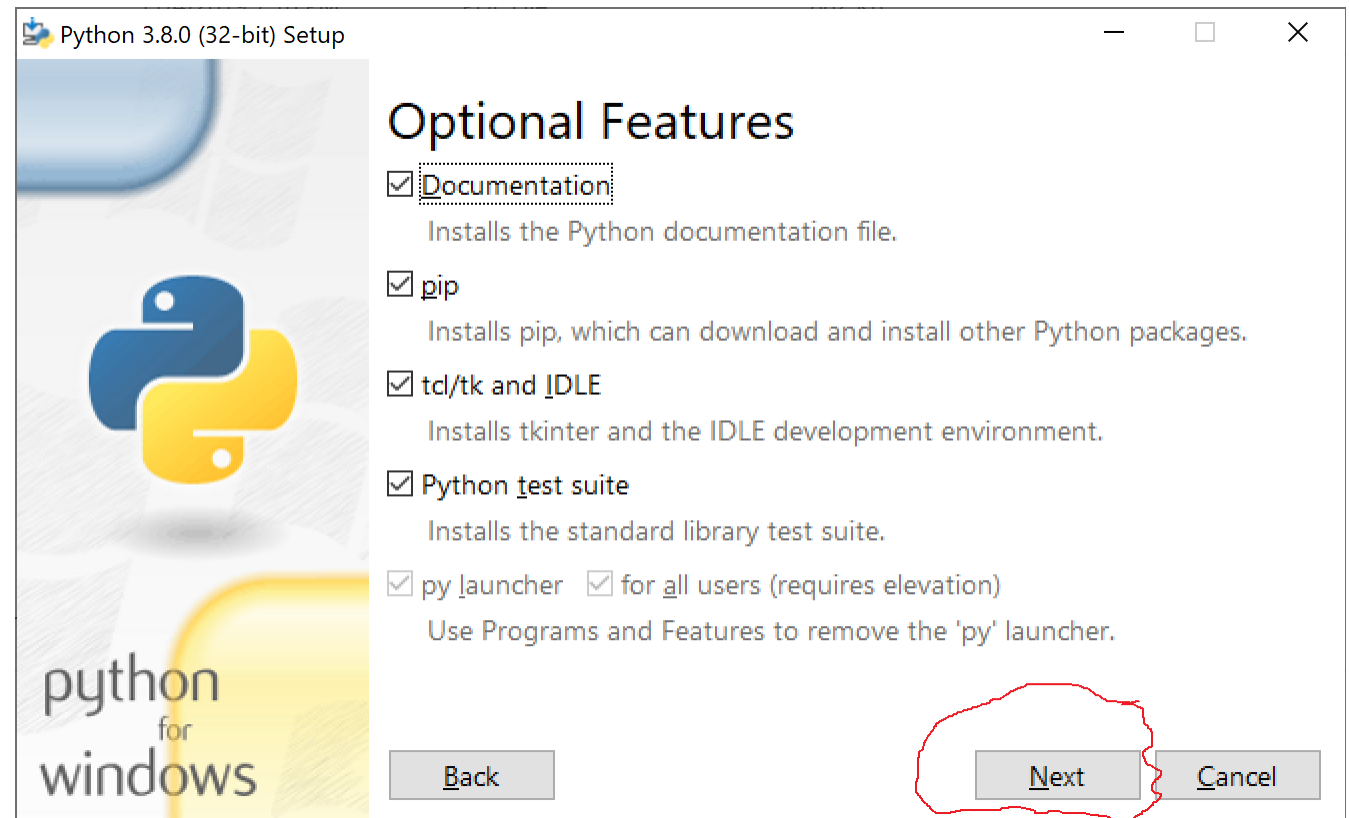 Python 3.8.0 (32-bit) Setup
Optional Features
Documentation
Installs the Python documentation file.
pip
Installs pip, which can download and install other Python packages.
tcl/tk and IDLE
Installs tkinter and the IDLE development environment.
Python test suite
Installs the standard library test suite.
py launcher for all users (requires elevation)
Use Programs and Features to remove the 'py' launcher.
python
for
windows
Back Next Cancel